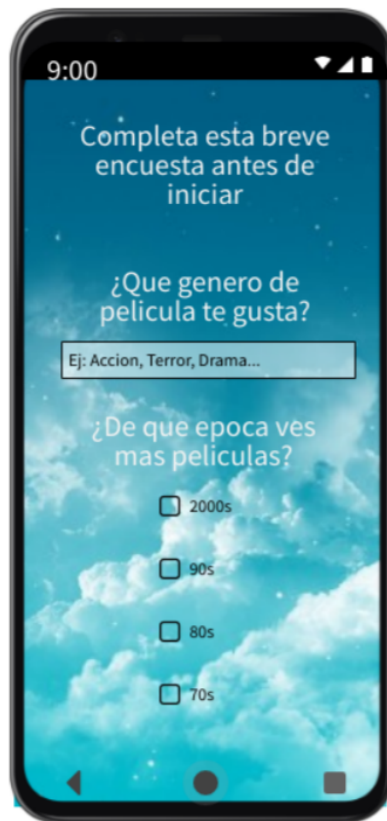 9:00
Completa esta breve
encuesta antes de
iniciar
¿Que genero de
pelicula te gusta?
Ej: Accion, Terror, Drama...
¿De que epoca ves
mas peliculas?
2000s
90s
80s
70s